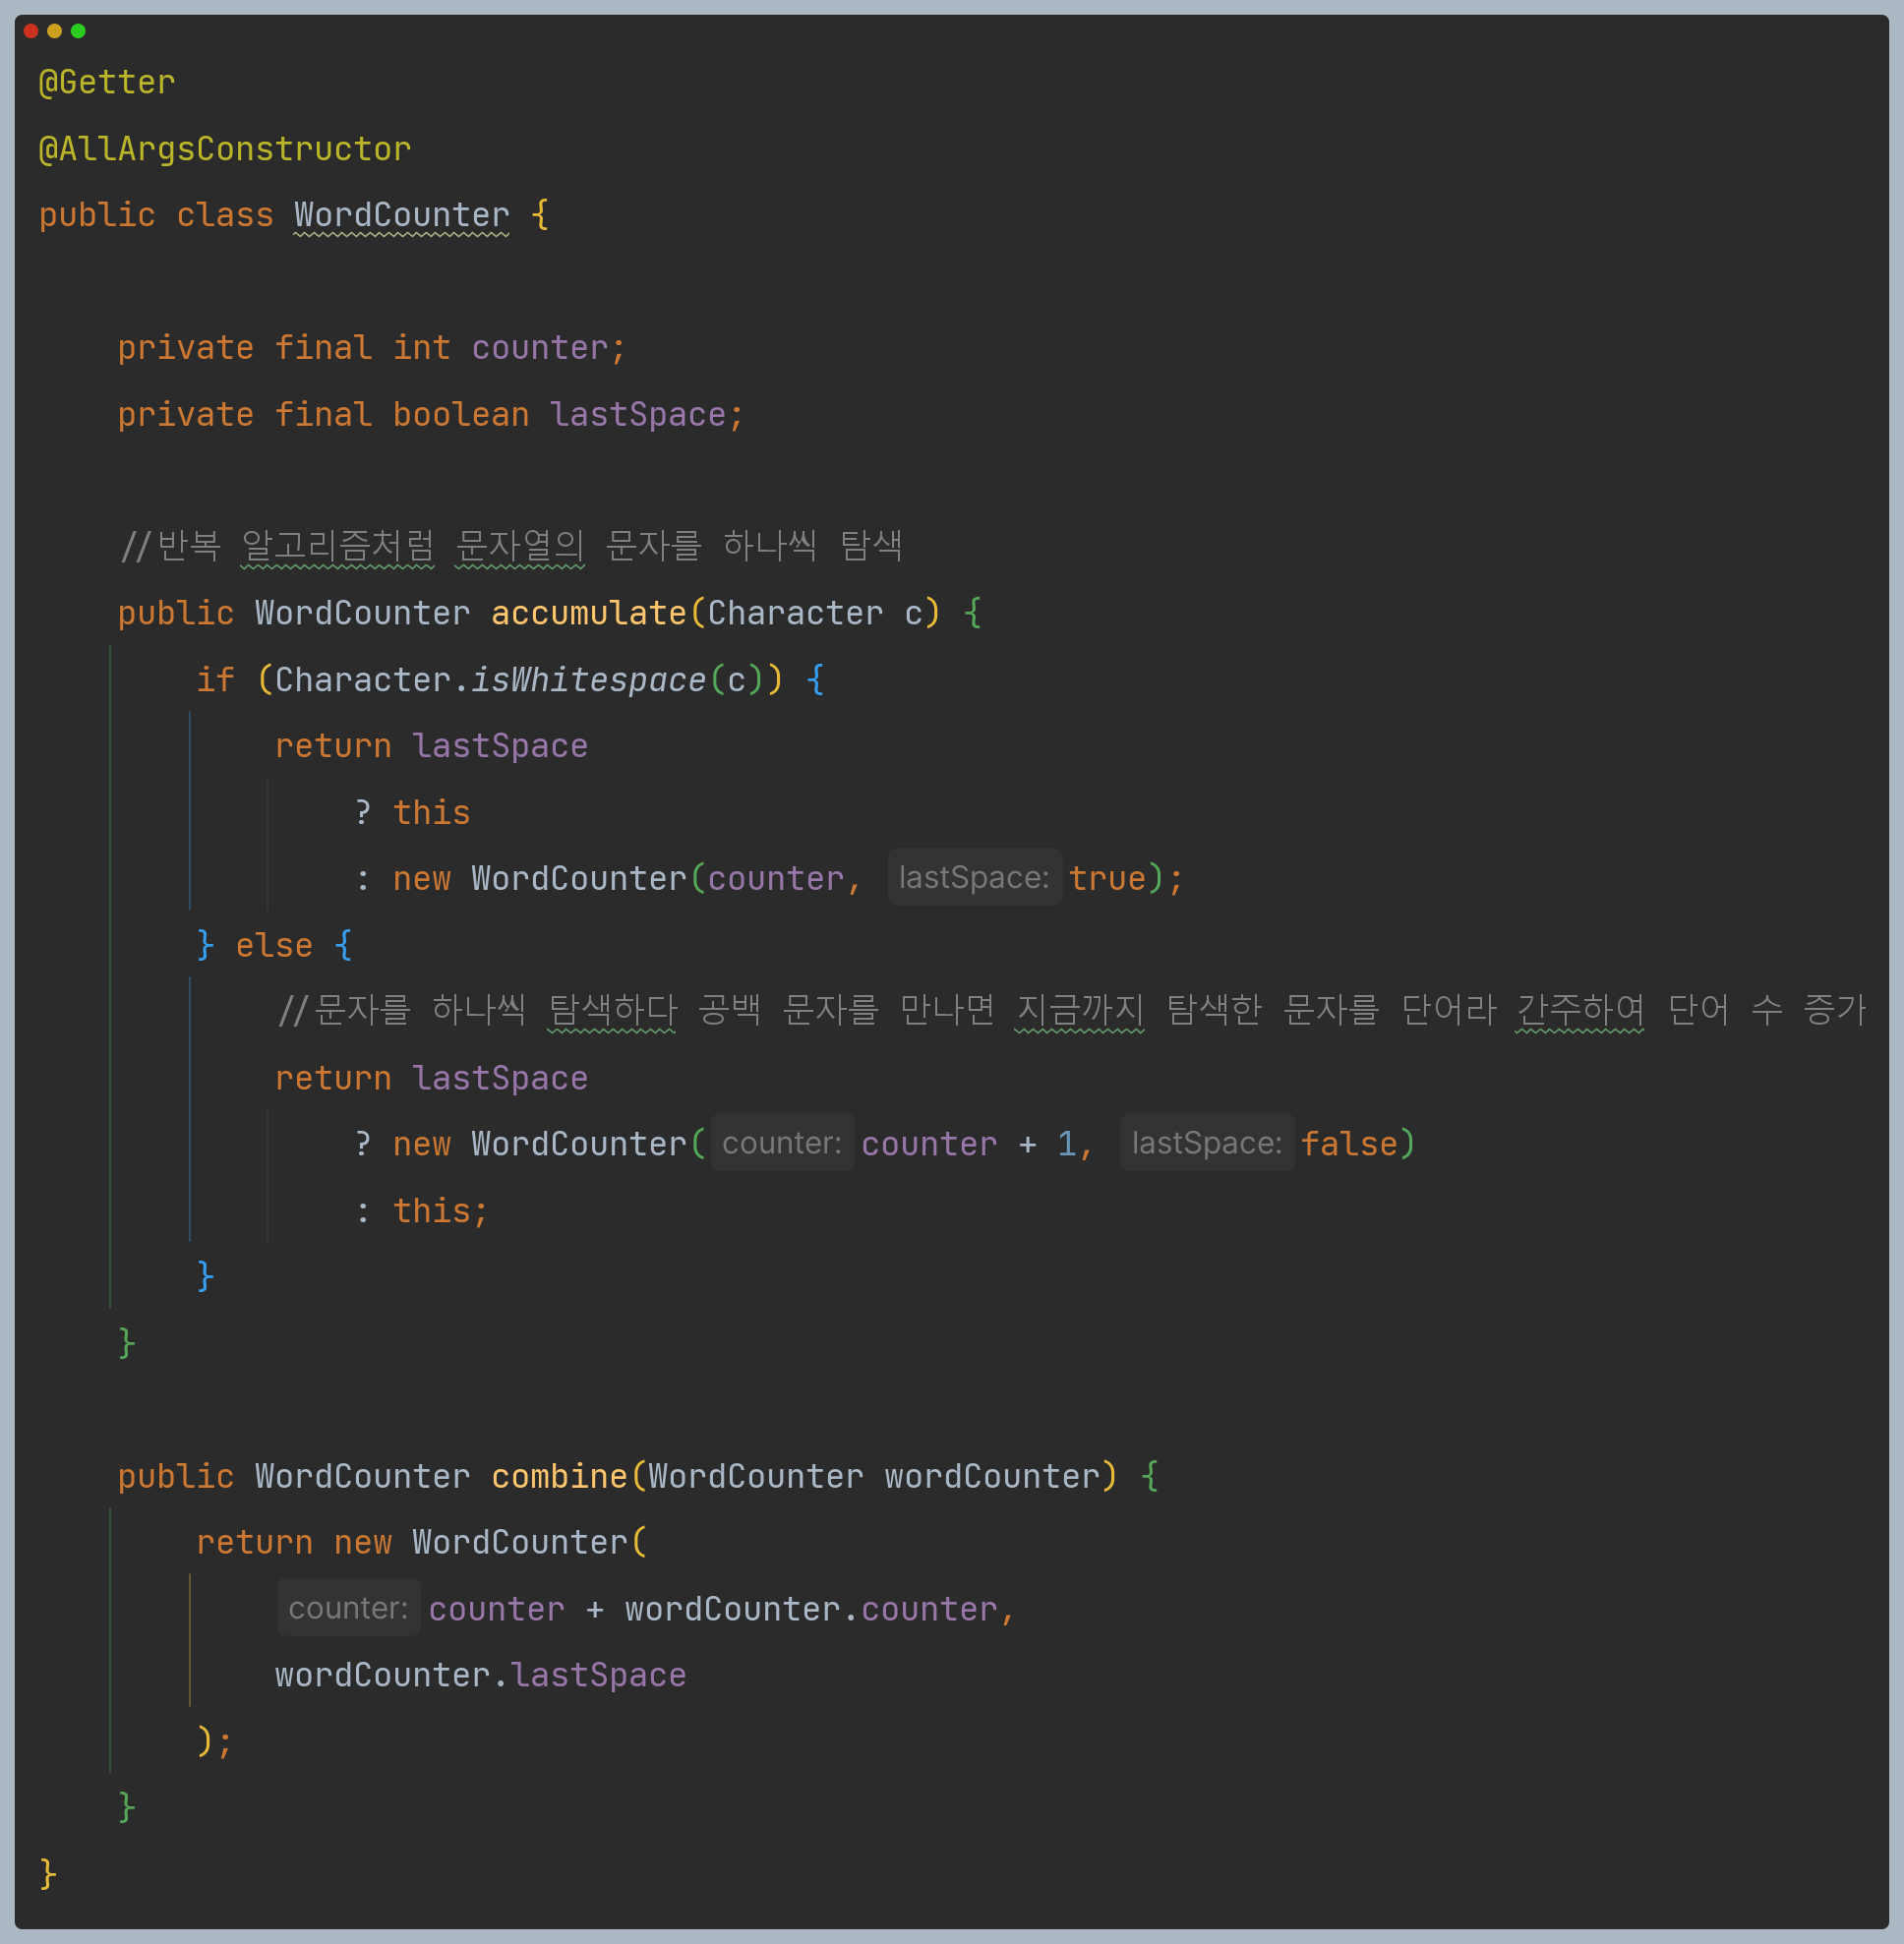 @Getter
@AllArgsConstructor
public class WordCounter {
private final int counter;
private final boolean lastSpace;
//반복 알고리즘처럼 문자열의 문자를 하나씩 탐색
public WordCounter accumulate(Character c) {
if (Character.isWhitespace(c)) {
return lastSpace
? this
: new WordCounter(counter, lastSpace: true);
} else {
//문자를 하나씩 탐색하다 공백 문자를 만나면 지금까지 탐색한 문자를 단어라 간주하여 단어 수 증가
return lastSpace
? new WordCounter( counter: counter + 1, lastSpace: false)
: this;
}
}
public WordCounter combine(WordCounter wordCounter) {
return new WordCounter(
counter: counter + wordCounter.counter,
wordCounter.lastSpace
);
}
}